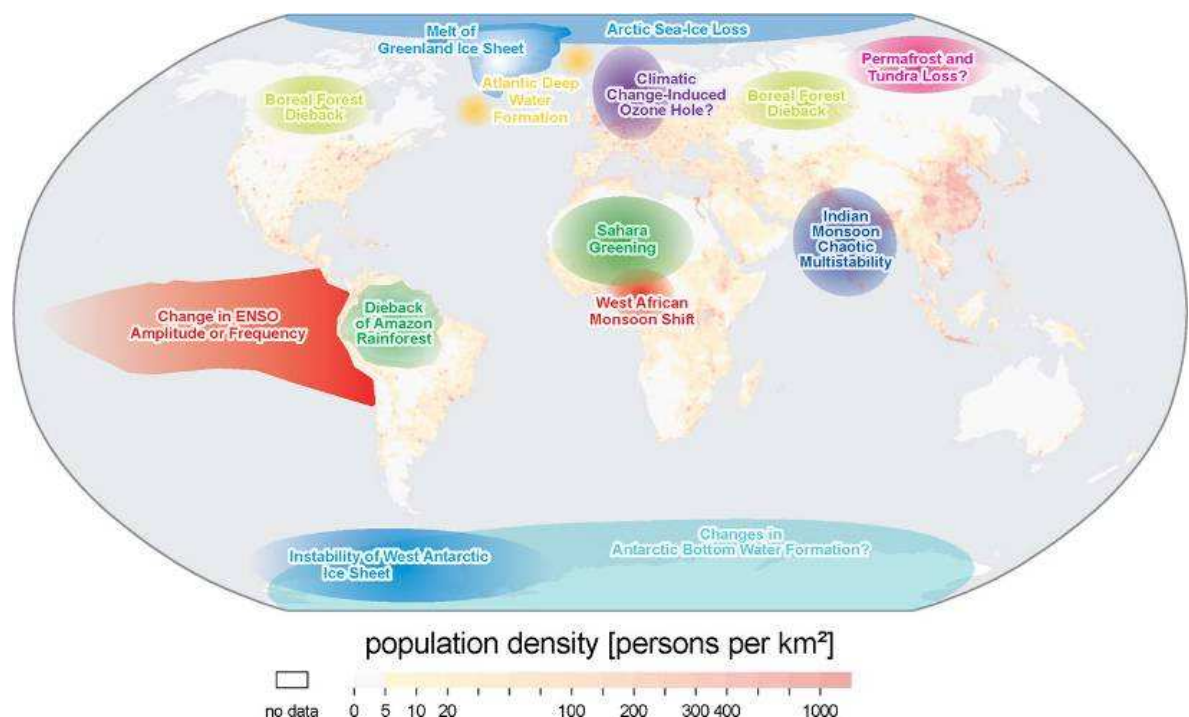 Melt of
Greenland Ice Sheet
Arctic Sea-Ice Loss
Permafrost and
Tundra Loss?
Atlantic Deep
Water
Formation
Climatic
Change-Induced
Ozone Hole?
Boreal Forest
Dieback
Boreal Forest
Dieback
Sahara
Greening
Indian
Monsoon
Chaotic
Multistability
West African
Monsoon Shift
Change in ENSO
Amplitude or Frequency
Dieback
of Amazon
Rainforest
Instability of West Antarctic
Ice Sheet
Changes in
Antarctic Bottom Water Formation?
population density [persons per km²]
no data 0 5 10 20 100 200 300 400 1000